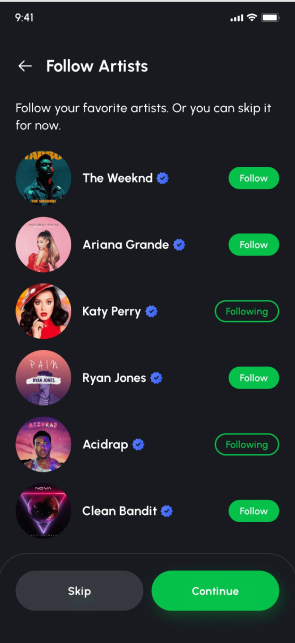 9:41
Follow Artists
Follow your favorite artists. Or you can skip it
for now.
The Weeknd
Follow
Ariana Grande
Follow
Katy Perry
Following
PAIN
RYAN JONES
Ryan Jones
Follow
ACIDRAP
Acidrap
Following
NOVA
Clean Bandit
Follow
Skip
Continue